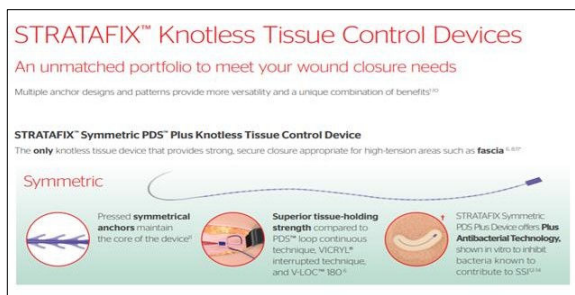 STRATAFIX™ Knotless Tissue Control Devices
An unmatched portfolio to meet your wound closure needs
Multiple anchor designs and patterns provide more versatility and a unique combination of benefits
STRATAFIX™ Symmetric PDS™ Plus Knotless Tissue Control Device
The only knotless tissue device that provides strong, secure closure appropriate for high-tension areas such as fascia
Symmetric
Pressed symmetrical
anchors maintain
the core of the device
Superior tissue-holding
strength compared to
PDS™ loop continuous
technique, VICRYL®
interrupted technique,
and V-LOC™ 180
†
STRATAFIX Symmetric
PDS Plus Device offers Plus
Antibacterial Technology,
shown in vitro to inhibit
bacteria known to
contribute to SSI